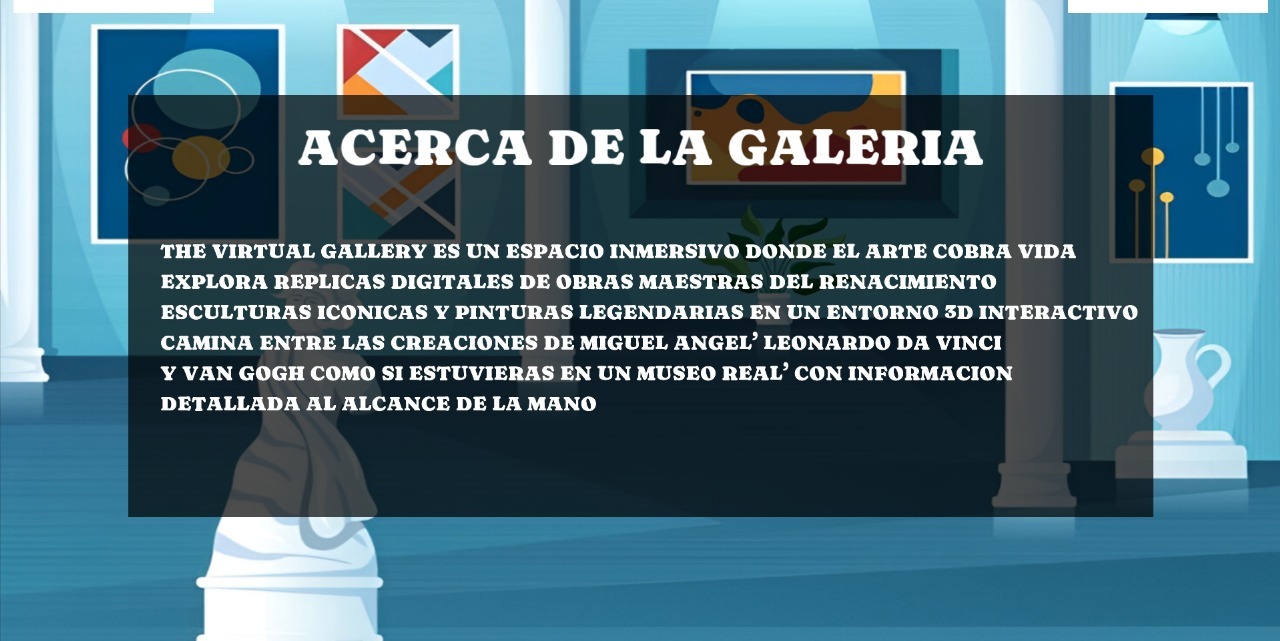 ACERCA DE LA GALERIA
THE VIRTUAL GALLERY ES UN ESPACIO INMERSIVO DONDE EL ARTE COBRA VIDA
EXPLORA REPLICAS DIGITALES DE OBRAS MAESTRAS DEL RENACIMIENTO
ESCULTURAS ICONICAS Y PINTURAS LEGENDARIAS EN UN ENTORNO 3D INTERACTIVO
CAMINA ENTRE LAS CREACIONES DE MIGUEL ANGEL’ LEONARDO DA VINCI
Y VAN GOGH COMO SI ESTUVIERAS EN UN MUSEO REAL’ CON INFORMACION
DETALLADA AL ALCANCE DE LA MANO